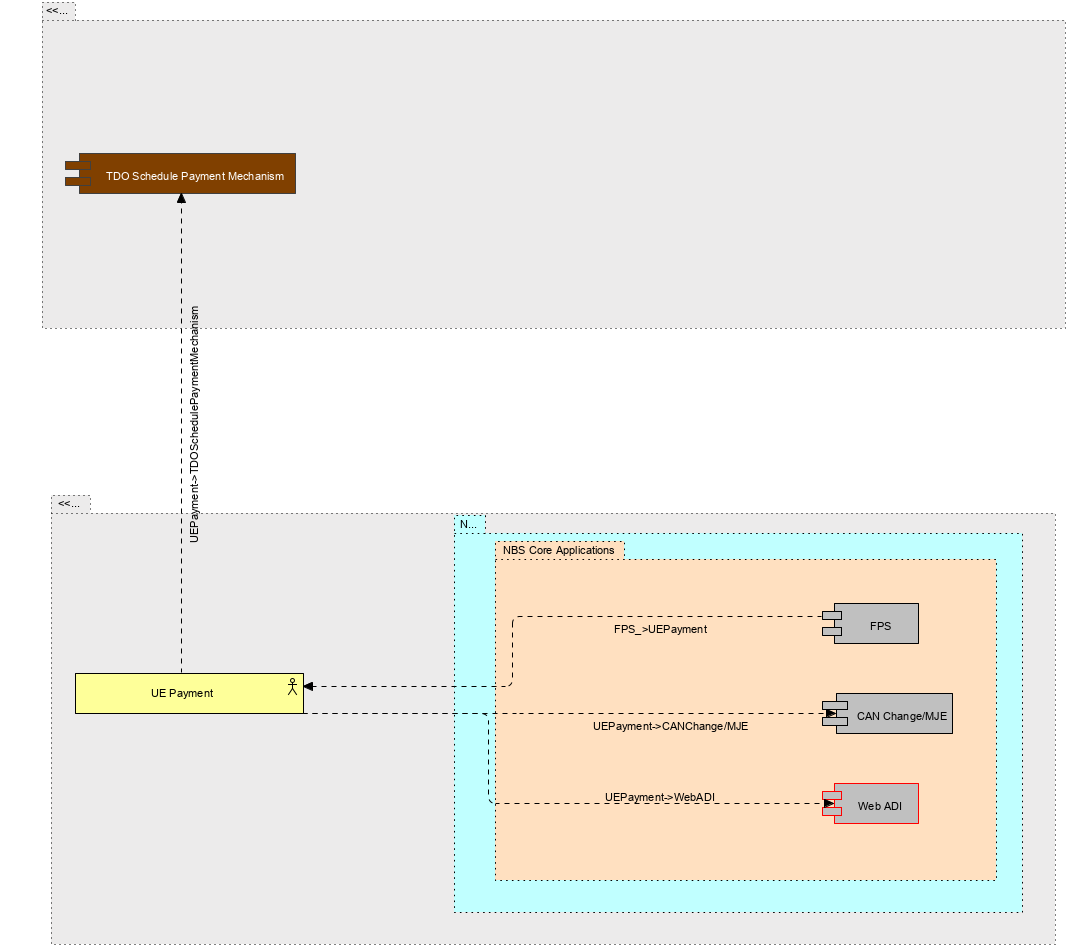 <<...
TDO Schedule Payment Mechanism
UEPayment->TDOSchedulePaymentMechanism
<<...
N...
NBS Core Applications
FPS
FPS_>UEPayment
UE Payment
CAN Change/MJE
UEPayment->CANChange/MJE
UEPayment->WebADI
Web ADI